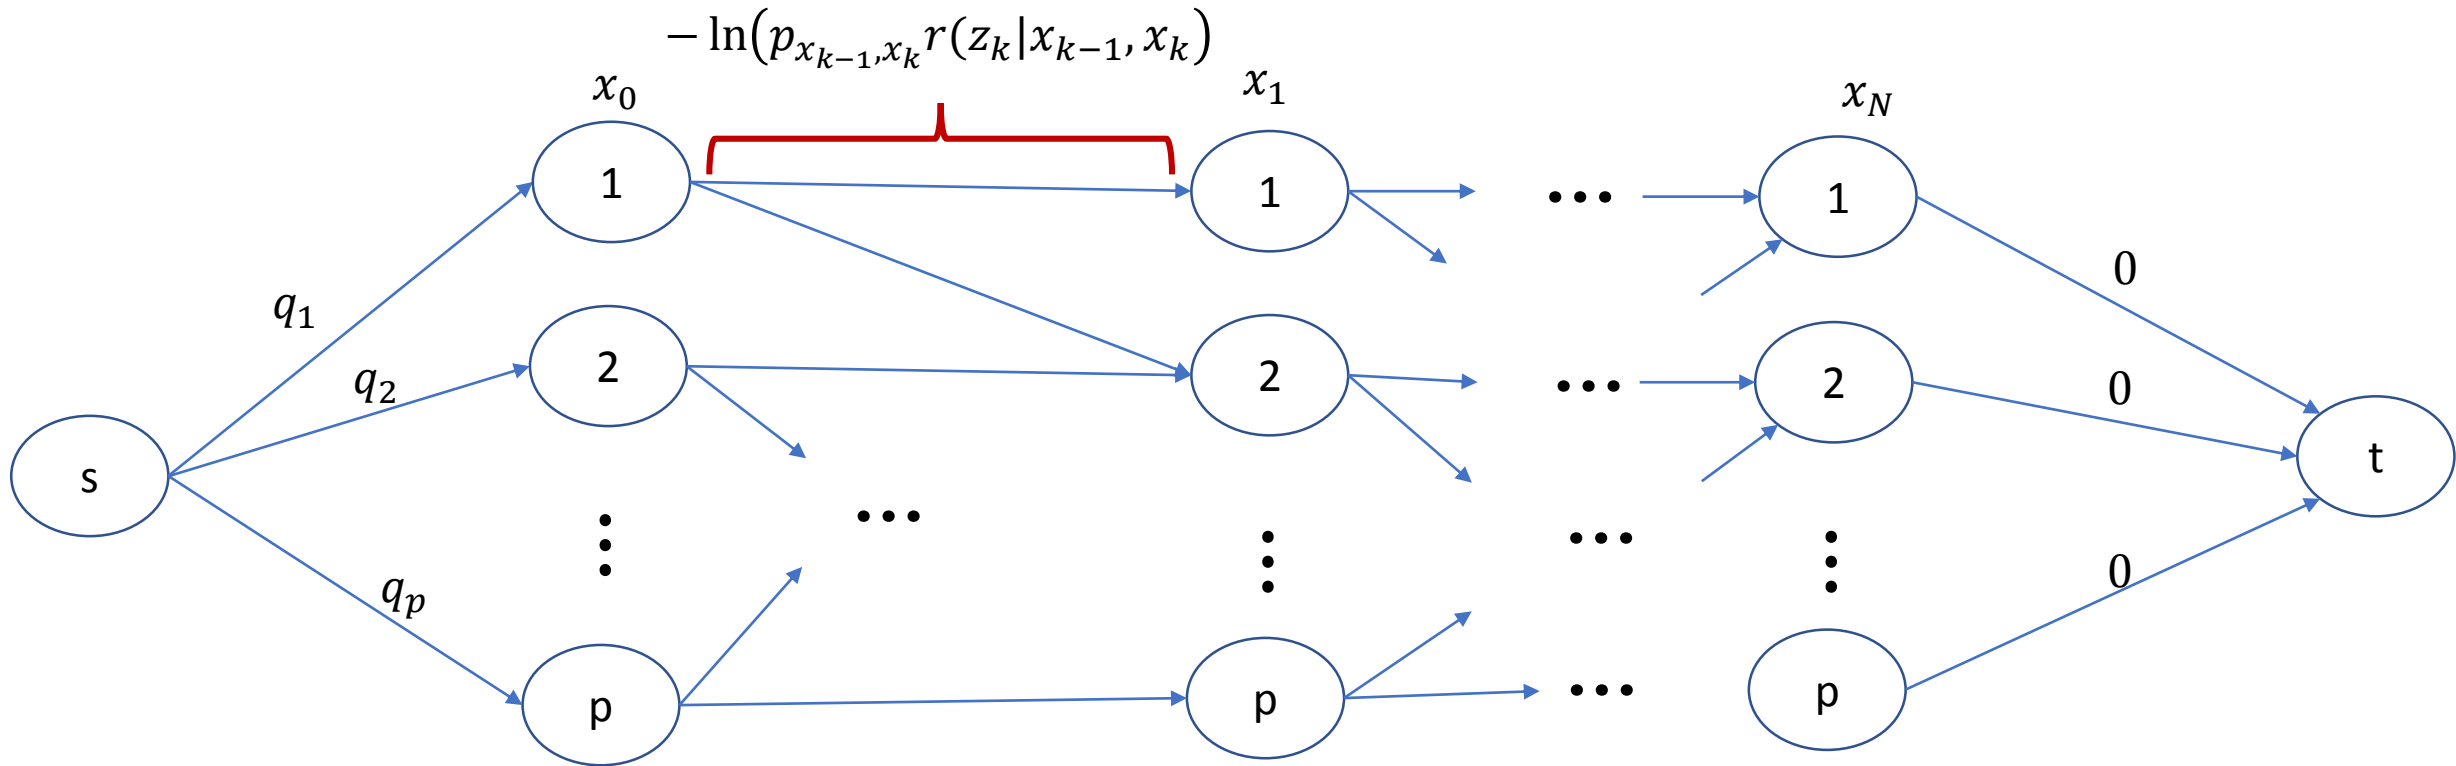 − ln(p_{x_{k−1},x_k} r(z_k|x_{k−1}, x_k)
x_0 x_1 x_N
1 1 ... 1
q_1 0
q_2 2 2 ... 2 0
s t
... ...
q_p 0
p p ... p